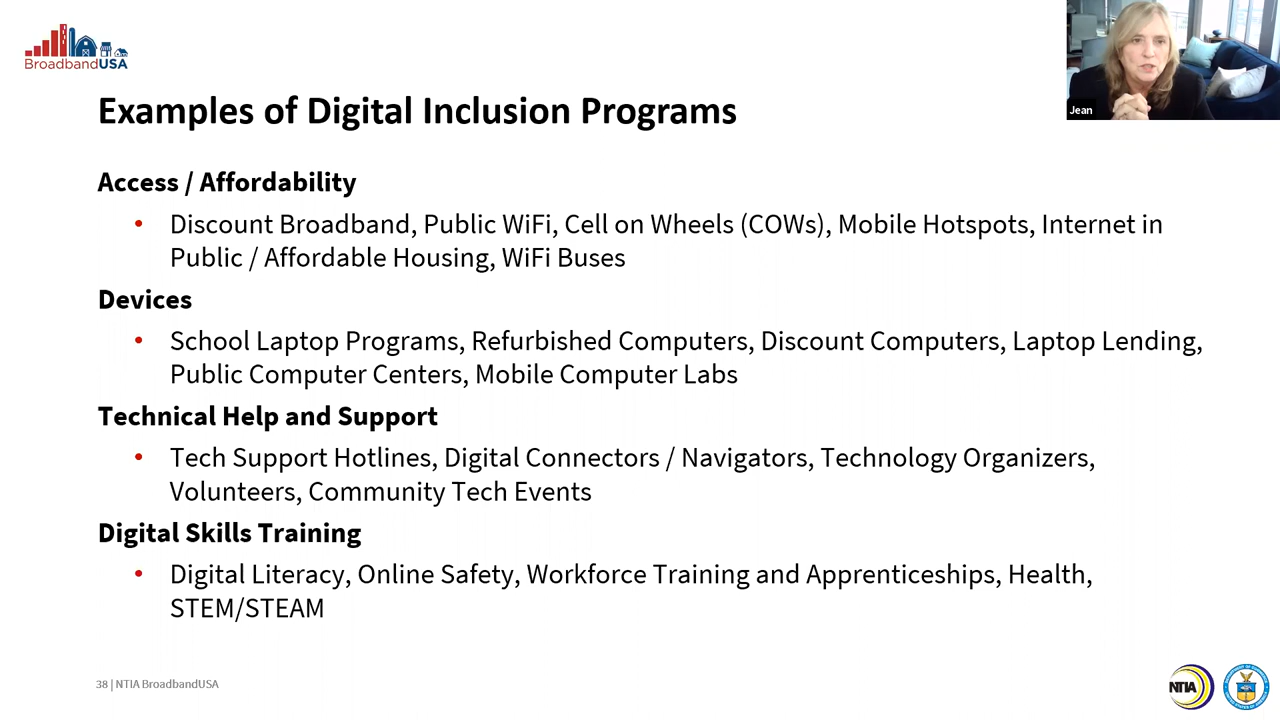 BroadbandUSA
Jean
Examples of Digital Inclusion Programs
Access / Affordability
• Discount Broadband, Public WiFi, Cell on Wheels (COWs), Mobile Hotspots, Internet in
Public / Affordable Housing, WiFi Buses
Devices
• School Laptop Programs, Refurbished Computers, Discount Computers, Laptop Lending,
Public Computer Centers, Mobile Computer Labs
Technical Help and Support
• Tech Support Hotlines, Digital Connectors / Navigators, Technology Organizers,
Volunteers, Community Tech Events
Digital Skills Training
• Digital Literacy, Online Safety, Workforce Training and Apprenticeships, Health,
STEM/STEAM
38 | NTIA BroadbandUSA
NTIA